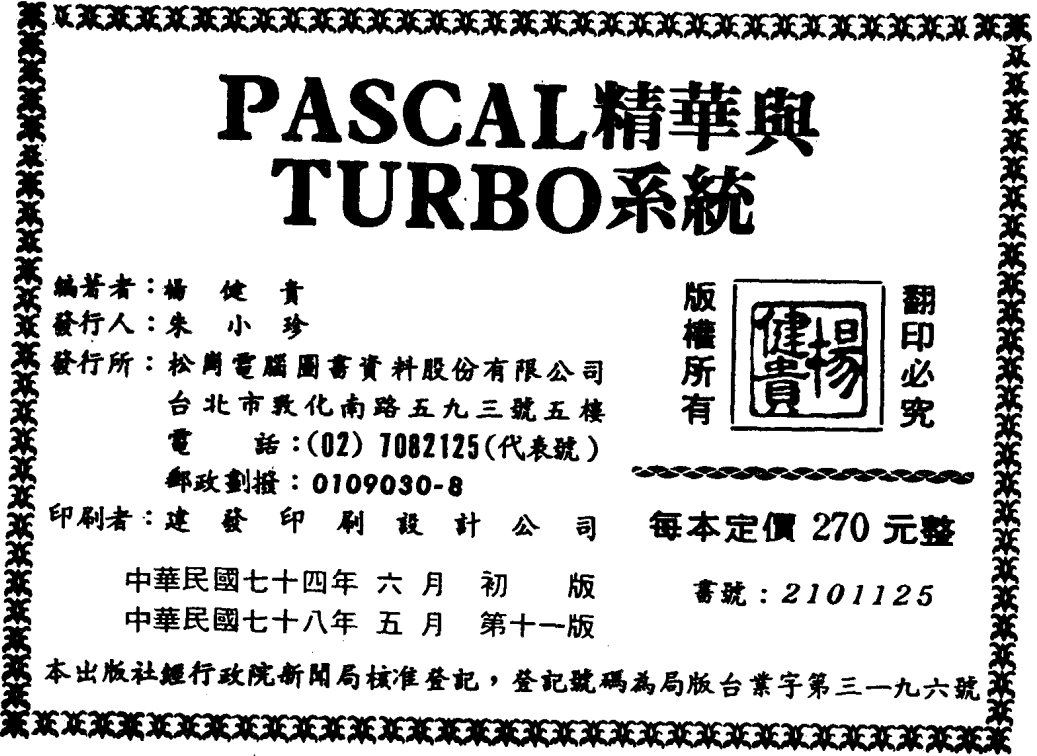 PASCAL精華與
TURBO系統
編著者：楊健貴
發行人：朱小珍
發行所：松崗電腦圖書資料股份有限公司
台北市敦化南路五九三號五樓
電話：(02) 7082125(代表號)
郵政劃撥：0109030-8
印刷者：建發印刷設計公司
版權所有
楊健貴
翻印必究
每本定價 270 元整
書號：2101125
中華民國七十四年 六月 初版
中華民國七十八年 五月 第十一版
本出版社經行政院新聞局核准登記，登記號碼為局版台業字第三一九六號